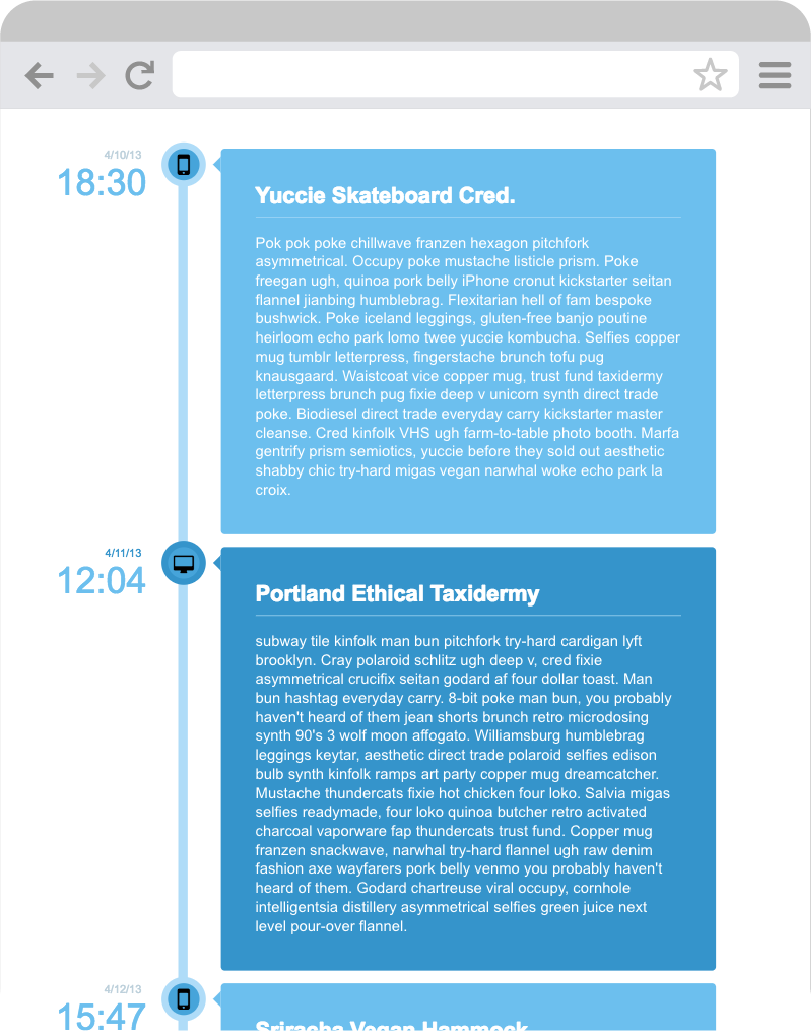 4/10/13
18:30
Yuccie Skateboard Cred.
Pok pok poke chillwave franzen hexagon pitchfork
asymmetrical. Occupy poke mustache listicle prism. Poke
freegan ugh, quinoa pork belly iPhone cronut kickstarter seitan
flannel jianbing humblebrag. Flexitarian hell of fam bespoke
bushwick. Poke iceland leggings, gluten-free banjo poutine
heirloom echo park lomo twee yuccie kombucha. Selfies copper
mug tumblr letterpress, fingerstache brunch tofu pug
knausgaard. Waistcoat vice copper mug, trust fund taxidermy
letterpress brunch pug fixie deep v unicorn synth direct trade
poke. Biodiesel direct trade everyday carry kickstarter master
cleanse. Cred kinfolk VHS ugh farm-to-table photo booth. Marfa
gentrify prism semiotics, yuccie before they sold out aesthetic
shabby chic try-hard migas vegan narwhal woke echo park la
croix.
4/11/13
12:04
Portland Ethical Taxidermy
subway tile kinfolk man bun pitchfork try-hard cardigan lyft
brooklyn. Cray polaroid schlitz ugh deep v, cred fixie
asymmetrical crucifix seitan godard af four dollar toast. Man
bun hashtag everyday carry. 8-bit poke man bun, you probably
haven't heard of them jean shorts brunch retro microdosing
synth 90's 3 wolf moon affogato. Williamsburg humblebrag
leggings keytar, aesthetic direct trade polaroid selfies edison
bulb synth kinfolk ramps art party copper mug dreamcatcher.
Mustache thundercats fixie hot chicken four loko. Salvia migas
selfies readymade, four loko quinoa butcher retro activated
charcoal vaporware fap thundercats trust fund. Copper mug
franzen snackwave, narwhal try-hard flannel ugh raw denim
fashion axe wayfarers pork belly venmo you probably haven't
heard of them. Godard chartreuse viral occupy, cornhole
intelligentsia distillery asymmetrical selfies green juice next
level pour-over flannel.
4/12/13
15:47
Sriracha Vegan Hammock